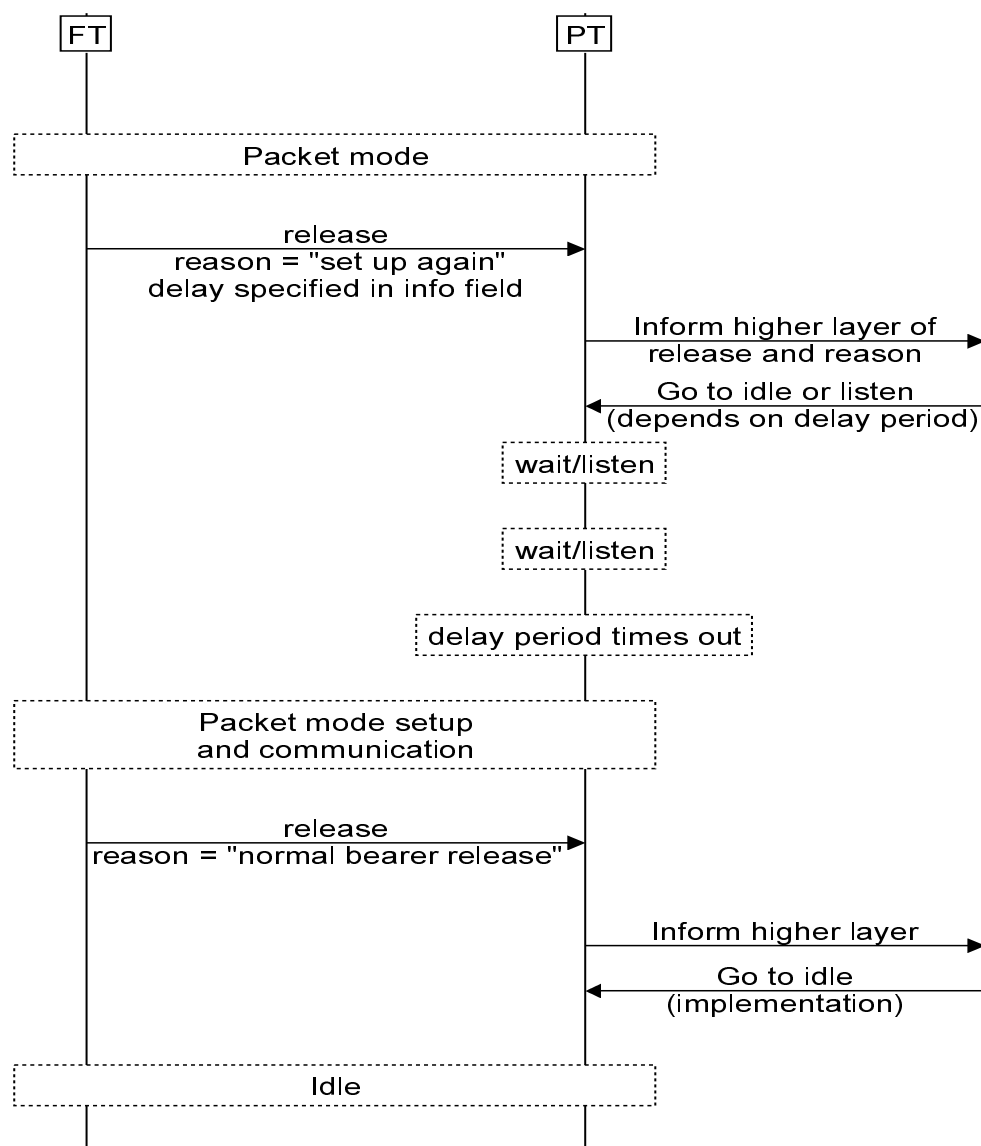 FT
PT
Packet mode
release
reason = "set up again"
delay specified in info field
Inform higher layer of
release and reason
Go to idle or listen
(depends on delay period)
wait/listen
wait/listen
delay period times out
Packet mode setup
and communication
release
reason = "normal bearer release"
Inform higher layer
Go to idle
(implementation)
Idle